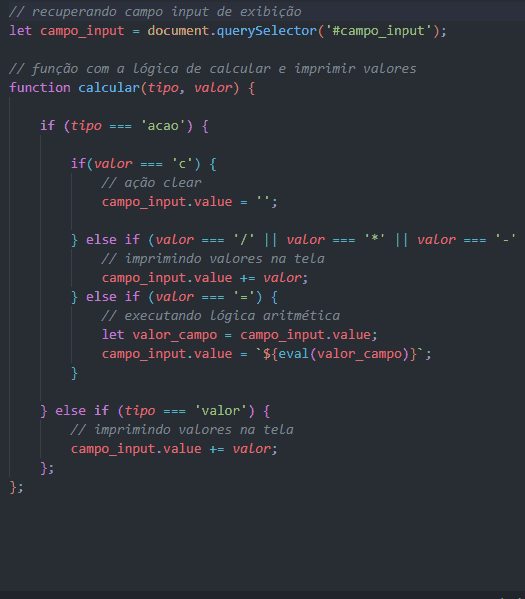 // recuperando campo input de exibição
let campo_input = document.querySelector('#campo_input');
// função com a lógica de calcular e imprimir valores
function calcular(tipo, valor) {
if (tipo === 'acao') {
if(valor === 'c') {
// ação clear
campo_input.value = '';
} else if (valor === '/' || valor === '*' || valor === '-'
// imprimindo valores na tela
campo_input.value += valor;
} else if (valor === '=') {
// executando lógica aritmética
let valor_campo = campo_input.value;
campo_input.value = `${eval(valor_campo)}`;
}
} else if (tipo === 'valor') {
// imprimindo valores na tela
campo_input.value += valor;
};
};